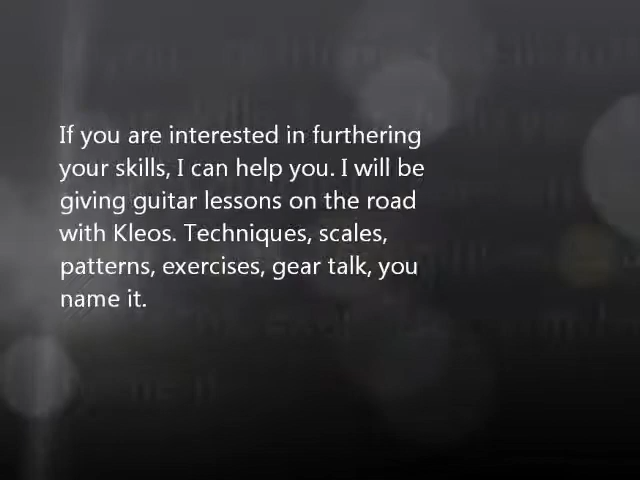 If you are interested in furthering
your skills, I can help you. I will be
giving guitar lessons on the road
with Kleos. Techniques, scales,
patterns, exercises, gear talk, you
name it.